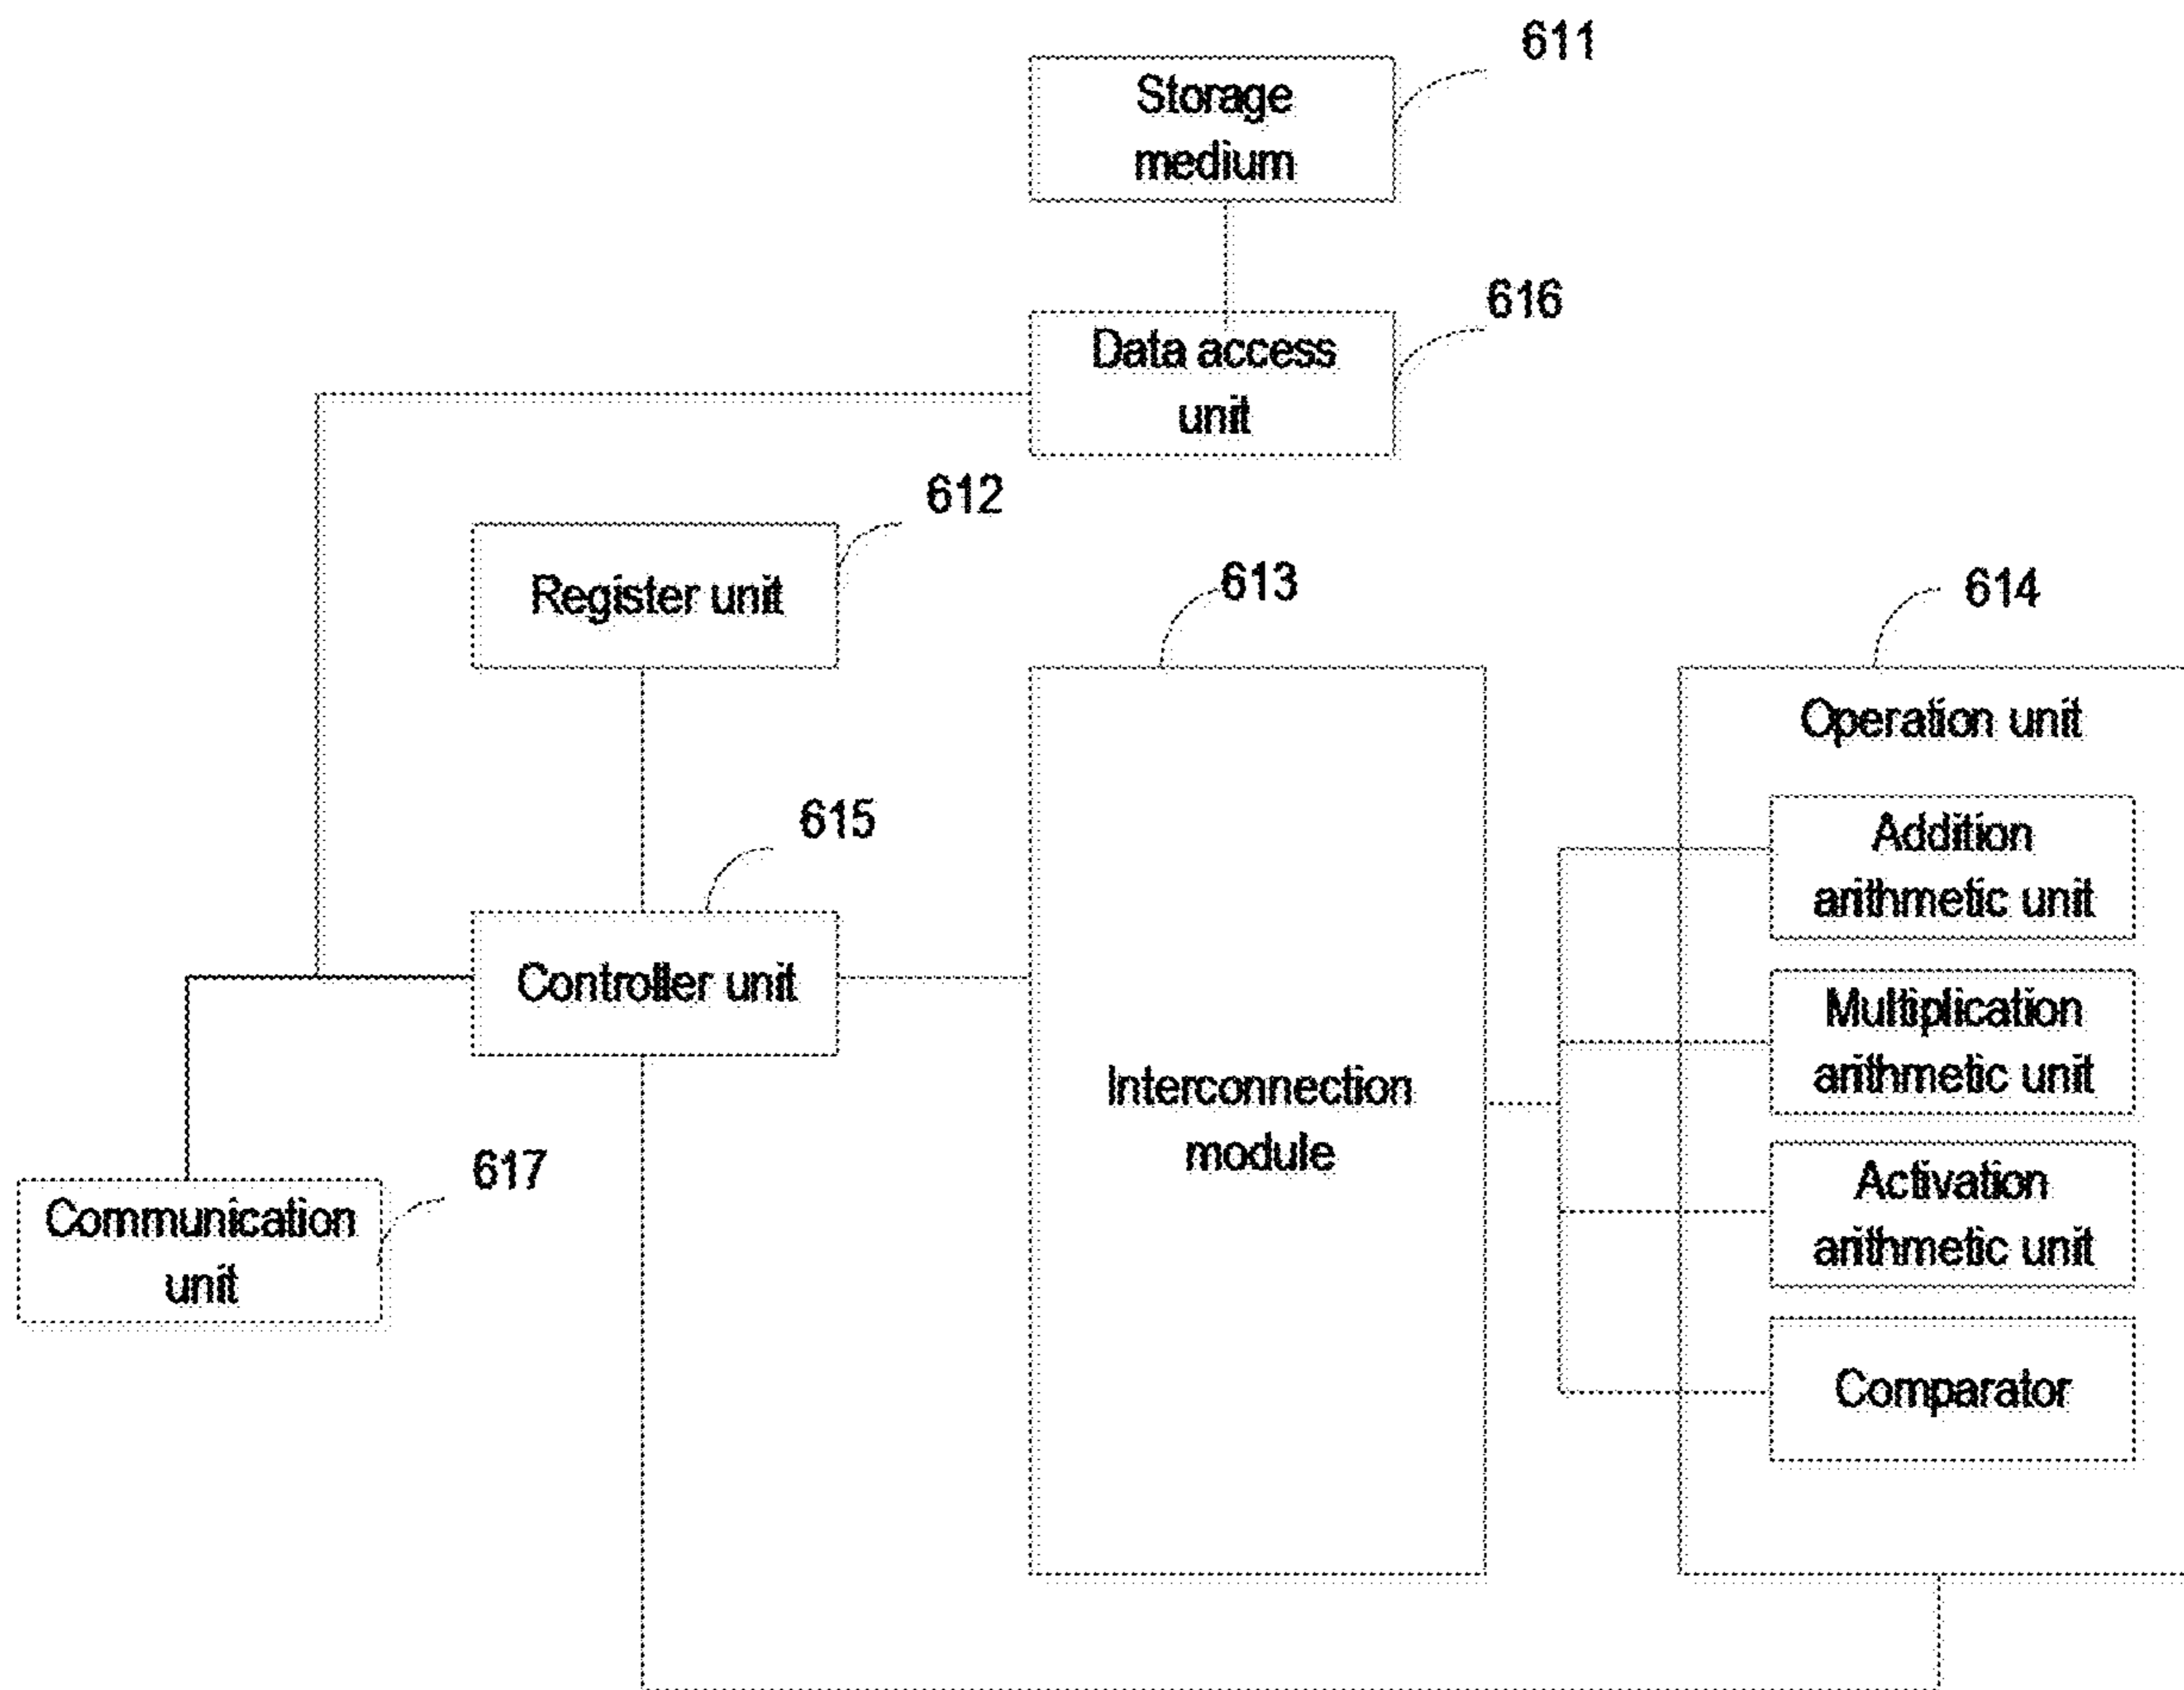 611
Storage
medium
616
Data access
unit
612
Register unit
613
614
Operation unit
615
Addition
arithmetic unit
Controller unit
Multiplication
arithmetic unit
Interconnection
module
617
Communication
unit
Activation
arithmetic unit
Comparator